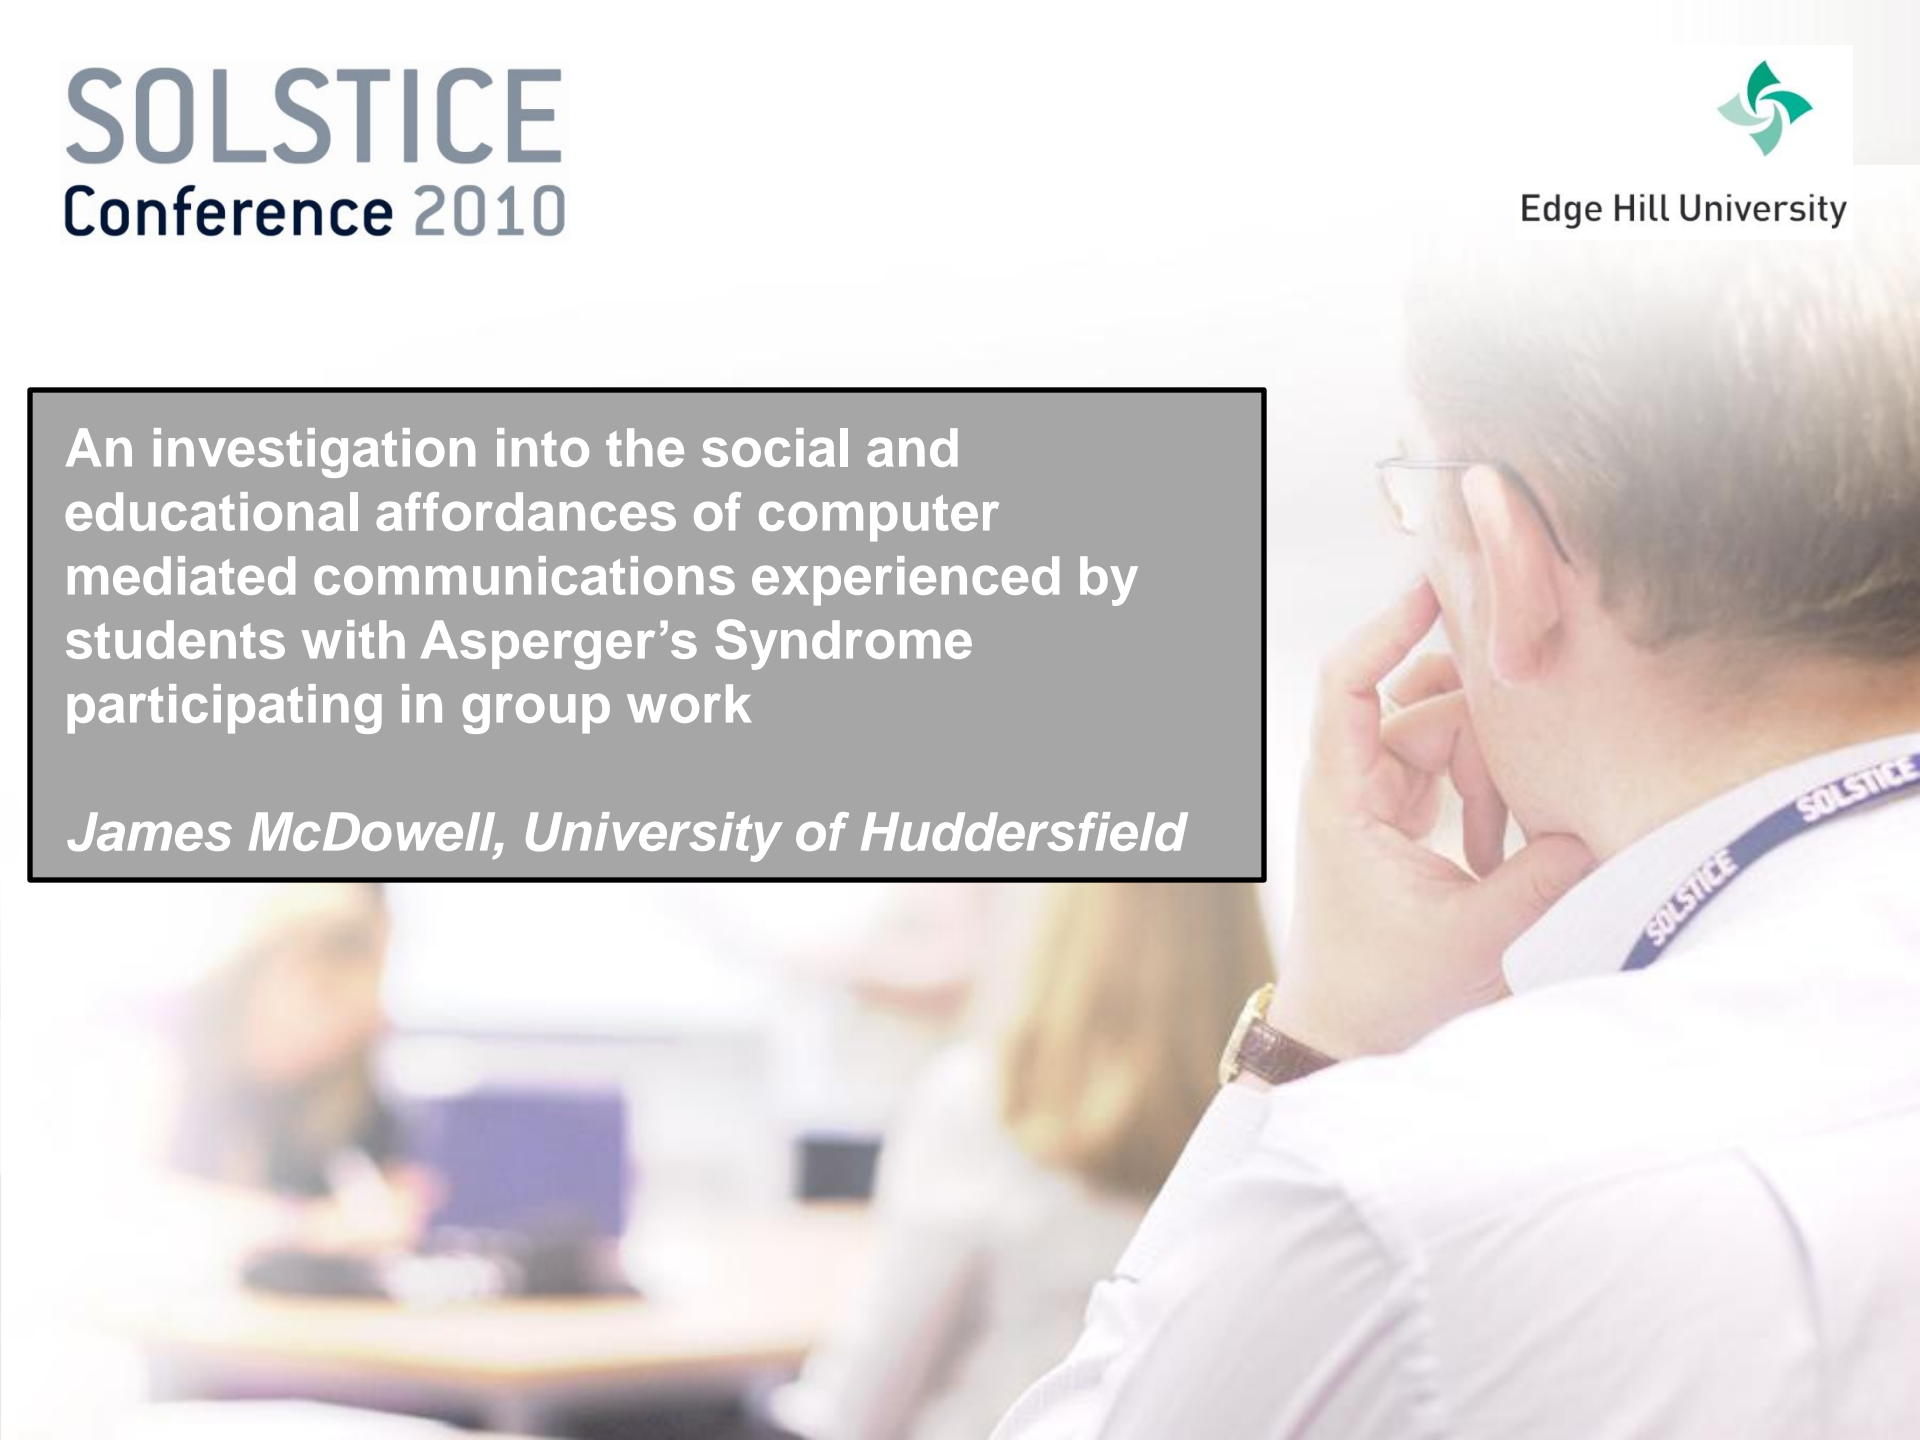 SOLSTICE
Conference 2010
Edge Hill University
An investigation into the social and
educational affordances of computer
mediated communications experienced by
students with Asperger’s Syndrome
participating in group work
James McDowell, University of Huddersfield
SOLSTICE
SOLSTICE